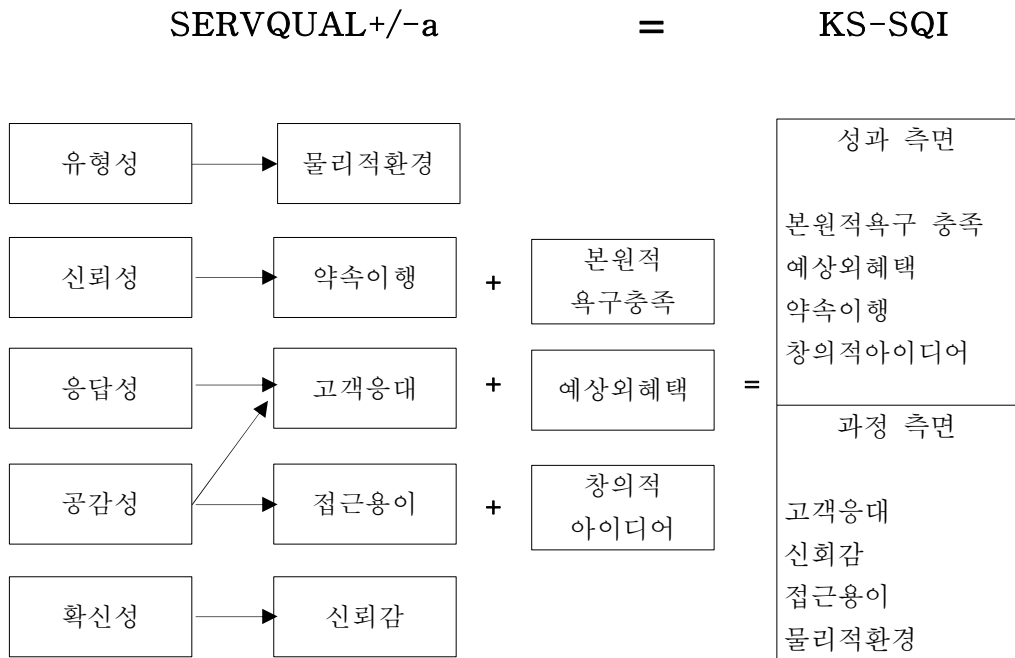 SERVQUAL+/-a = KS-SQI
유형성 물리적환경
신뢰성 약속이행 + 본원적
욕구충족
응답성 고객응대 + 예상외혜택 =
공감성 접근용이 + 창의적
아이디어
확신성 신뢰감
성과 측면
본원적욕구 충족
예상외혜택
약속이행
창의적아이디어
과정 측면
고객응대
신회감
접근용이
물리적환경